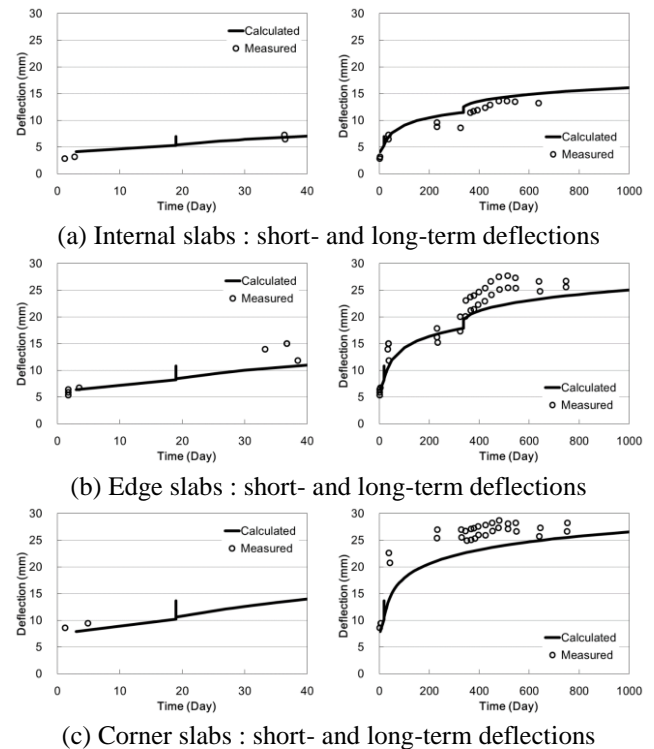 30
25
20
15
10
5
0
Deflection (mm)
Calculated
Measured
0 10 20 30 40
Time (Day)
30
25
20
15
10
5
0
Deflection (mm)
Calculated
Measured
0 200 400 600 800 1000
Time (Day)
(a) Internal slabs : short- and long-term deflections
30
25
20
15
10
5
0
Deflection (mm)
Calculated
Measured
0 10 20 30 40
Time (Day)
30
25
20
15
10
5
0
Deflection (mm)
Calculated
Measured
0 200 400 600 800 1000
Time (Day)
(b) Edge slabs : short- and long-term deflections
30
25
20
15
10
5
0
Deflection (mm)
Calculated
Measured
0 10 20 30 40
Time (Day)
30
25
20
15
10
5
0
Deflection (mm)
Calculated
Measured
0 200 400 600 800 1000
Time (Day)
(c) Corner slabs : short- and long-term deflections